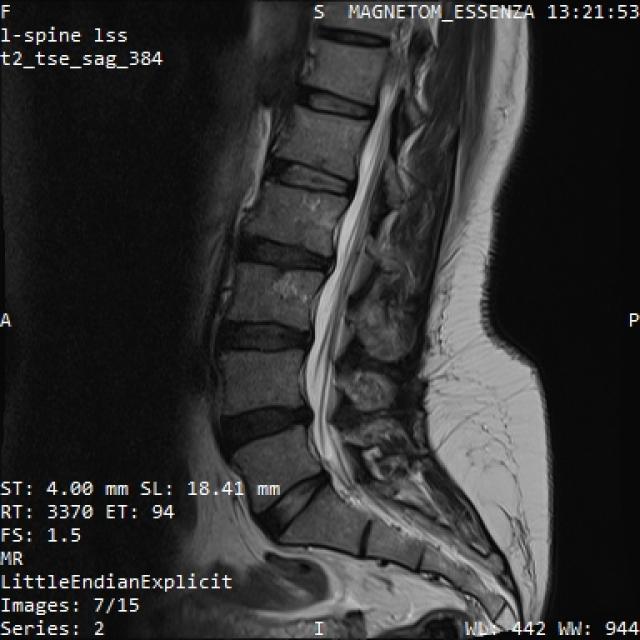 F
S MAGNETOM_ESSENZA 13:21:53
l-spine lss
t2_tse_sag_384
A
P
ST: 4.00 mm SL: 18.41 mm
RT: 3370 ET: 94
FS: 1.5
MR
LittleEndianExplicit
Images: 7/15
Series: 2
I
WL: 442 WW: 944